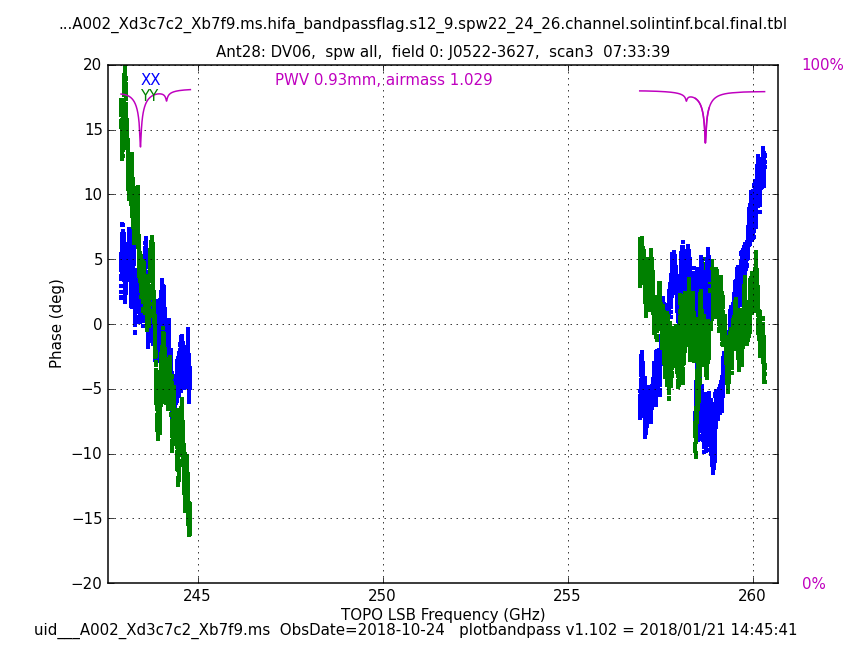 ...A002_Xd3c7c2_Xb7f9.ms.hifa_bandpassflag.s12_9.spw22_24_26.channel.solintinf.bcal.final.tbl
Ant28: DV06,  spw all,  field 0: J0522-3627,  scan3  07:33:39
20
100%
XX
PWV 0.93mm, airmass 1.029
YY
15
10
5
0
−5
−10
−15
−20
0%
Phase (deg)
245
250
255
260
TOPO LSB Frequency (GHz)
uid___A002_Xd3c7c2_Xb7f9.ms  ObsDate=2018-10-24   plotbandpass v1.102 = 2018/01/21 14:45:41